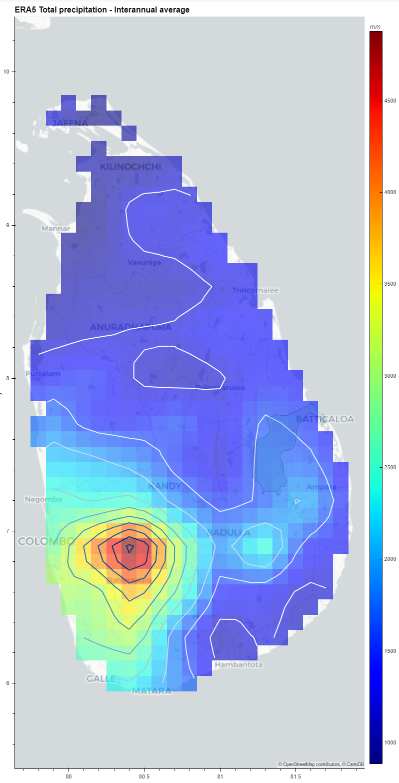 ERA5 Total precipitation - Interannual average
mm
10
JAFFNA
4500
KILINOCHCHI
4000
9
Mannar
Vavuniya
Trincomalee
3500
ANURADHAPURA
Puttalam
8
3000
BATTICALOA
2500
KANDY
Ampara
Negombo
7
COLOMBO
BADULLA
2000
Hambantota
1500
6
GALLE
MATARA
1000
© OpenStreetMap contributors, © CartoDB
80
80.5
81
81.5